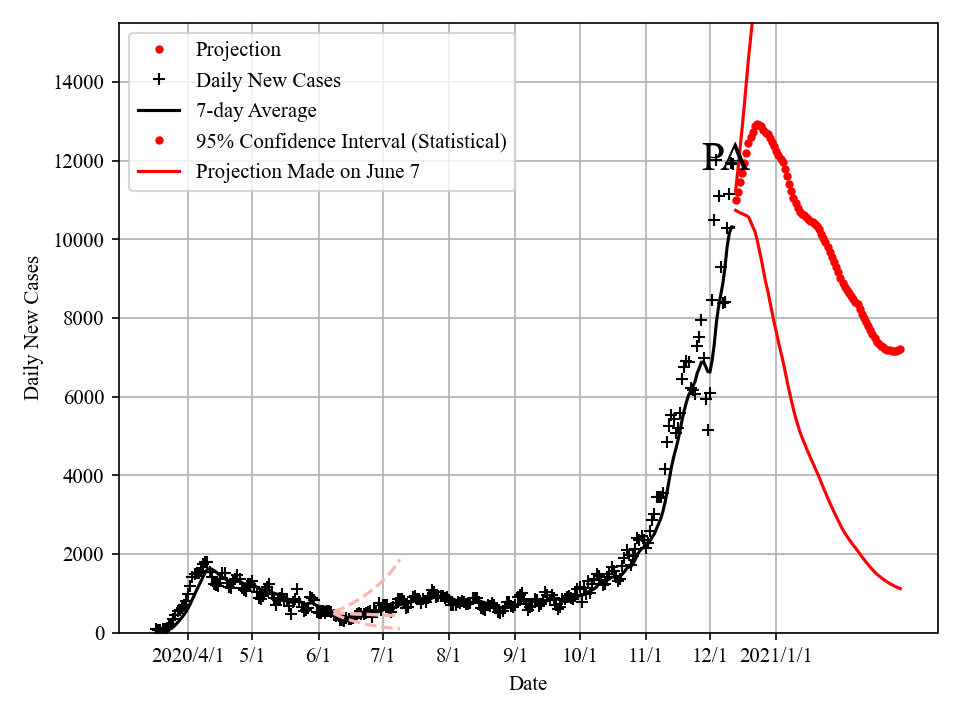 Projection
Daily New Cases
7-day Average
95% Confidence Interval (Statistical)
Projection Made on June 7
PA
14000
12000
10000
8000
6000
4000
2000
0
Daily New Cases
2020/4/1 5/1 6/1 7/1 8/1 9/1 10/1 11/1 12/1 2021/1/1
Date